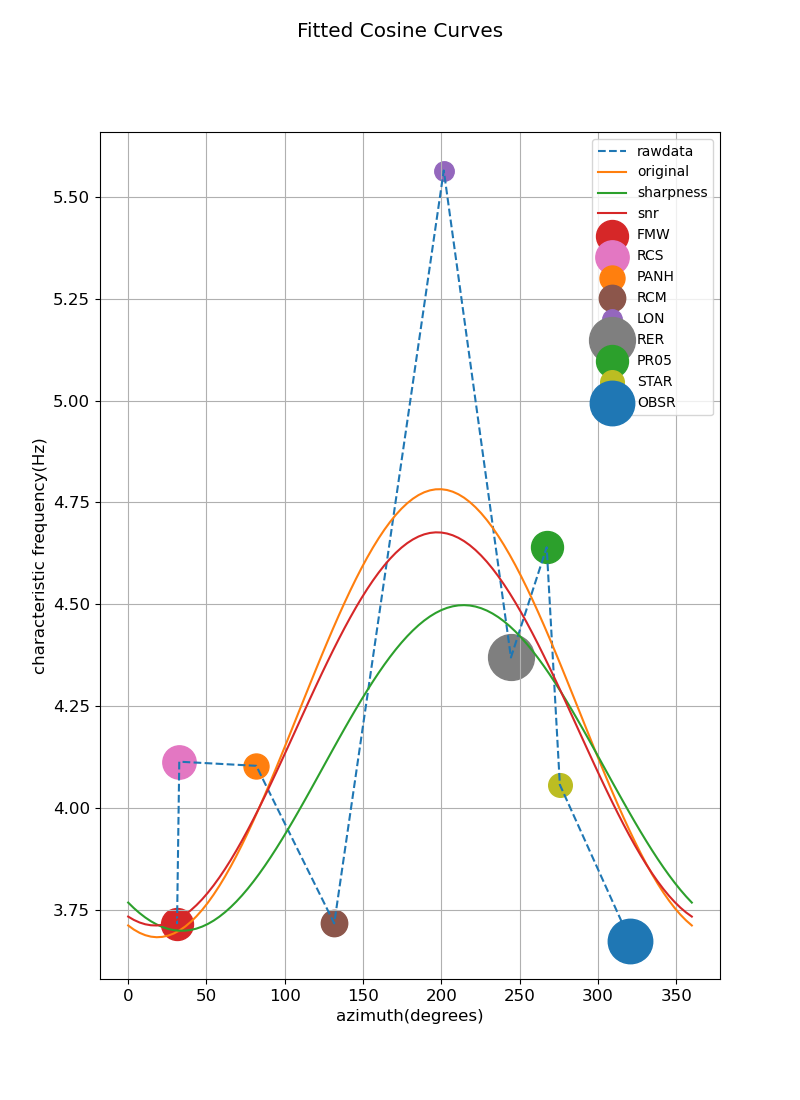 Fitted Cosine Curves
rawdata
original
sharpness
snr
FMW
RCS
PANH
RCM
LON
RER
PR05
STAR
OBSR
5.50
5.25
5.00
4.75
4.50
4.25
4.00
3.75
characteristic frequency(Hz)
0 50 100 150 200 250 300 350
azimuth(degrees)